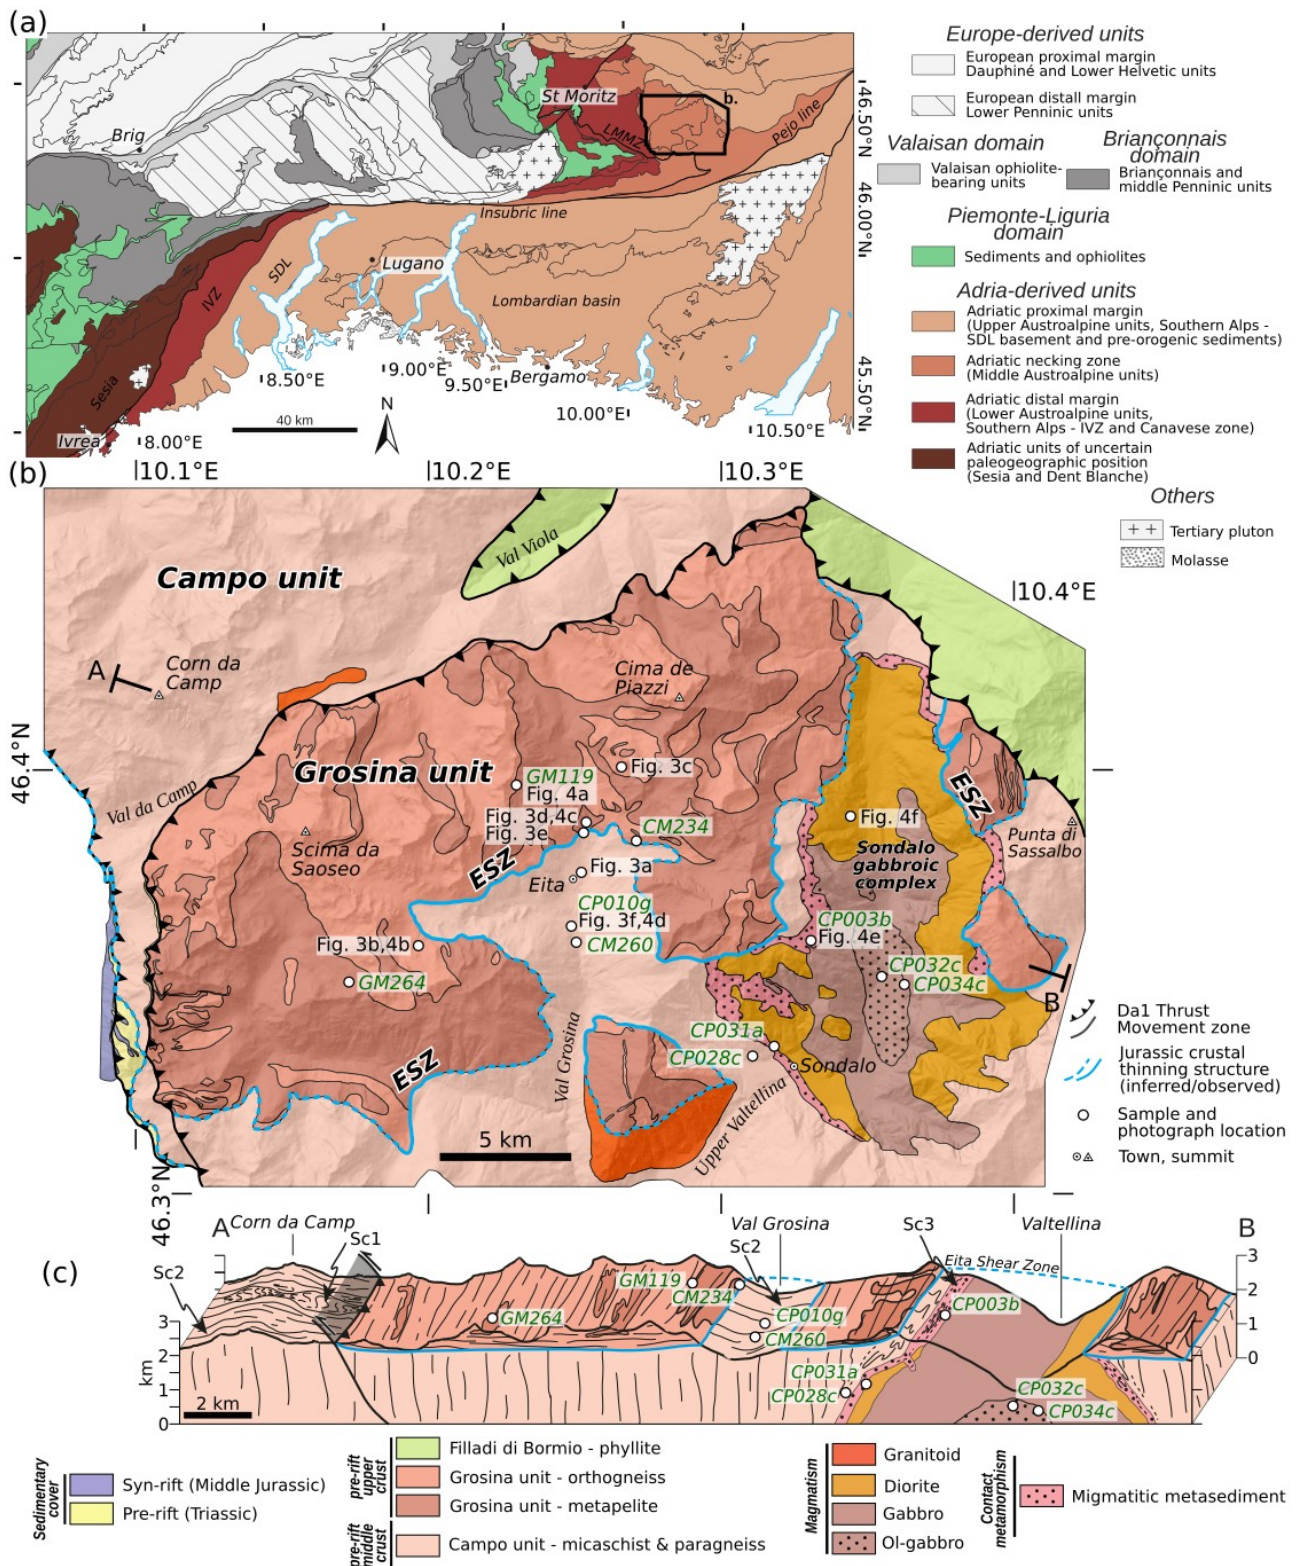 (a)
St Moritz
b.
Brig
LMMZ
Pejo line
46.50°N
46.00°N
45.50°N
Insubric line
SDL
Lugano
IVZ
Lombardian basin
Sesia
8.50°E
9.00°E
9.50°E
Bergamo
10.00°E
10.50°E
40 km
N
Ivrea
8.00°E
Europe-derived units
European proximal margin
Dauphiné and Lower Helvetic units
European distall margin
Lower Penninic units
Valaisan domain
Valaisan ophiolite-
bearing units
Briançonnais
domain
Briançonnais and
middle Penninic units
Piemonte-Liguria
domain
Sediments and ophiolites
Adria-derived units
Adriatic proximal margin
(Upper Austroalpine units, Southern Alps -
SDL basement and pre-orogenic sediments)
Adriatic necking zone
(Middle Austroalpine units)
Adriatic distal margin
(Lower Austroalpine units,
Southern Alps - IVZ and Canavese zone)
Adriatic units of uncertain
paleogeographic position
(Sesia and Dent Blanche)
Others
Tertiary pluton
Molasse
(b)
10.1°E
10.2°E
10.3°E
10.4°E
Val Viola
Campo unit
A
Corn da
Camp
Cima de
Piazzi
46.4°N
Grosina unit
Fig. 3c
GM119
Fig. 4a
Val da Camp
Fig. 3d,4c
Fig. 3e
CM234
ESZ
Fig. 4f
Punta di
Sassalbo
Scima da
Saoseo
ESZ
Sondalo
gabbroic
complex
Fig. 3a
Eita
CP010g
Fig. 3f,4d
CM260
CP003b
Fig. 4e
Fig. 3b,4b
GM264
CP032c
CP034c
B
CP031a
CP028c
Sondalo
Val Grosina
ESZ
Upper Valtellina
5 km
46.3°N
Da1 Thrust
Movement zone
Jurassic crustal
thinning structure
(inferred/observed)
Sample and
photograph location
Town, summit
(c)
A
Corn da Camp
Sc1
Sc2
Val Grosina
Sc2
Sc3
Valtellina
B
Eita Shear Zone
GM119
CM234
GM264
CP010g
CM260
CP003b
CP031a
CP028c
CP032c
CP034c
3
2
1
0
km
3
2
1
0
2 km
Sedimentary
cover
Syn-rift (Middle Jurassic)
Pre-rift (Triassic)
pre-rift
upper
crust
Filladi di Bormio - phyllite
Grosina unit - orthogneiss
Grosina unit - metapelite
pre-rift
middle
crust
Campo unit - micaschist & paragneiss
Magmatism
Granitoid
Diorite
Gabbro
Ol-gabbro
Contact
metamorphism
Migmatitic metasediment